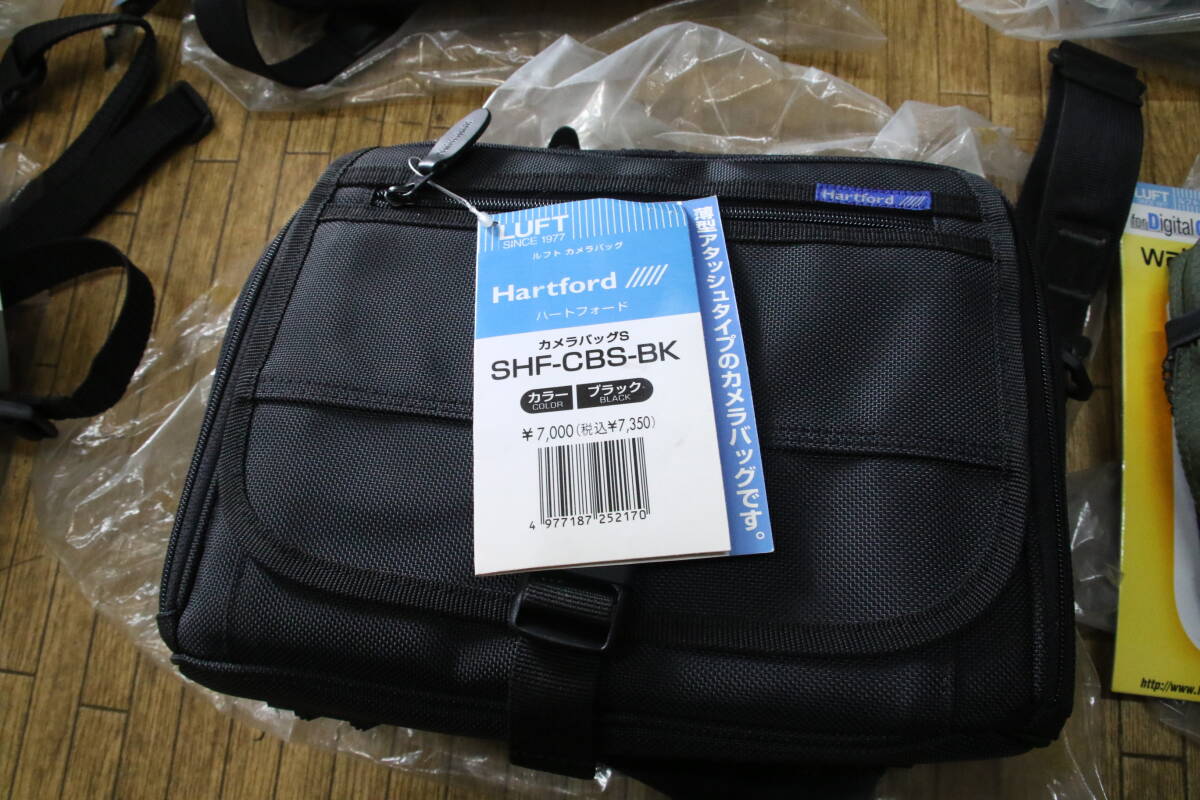 Hartford
LUFT
SINCE 1977
ルフト カメラバッグ
Hartford
ハートフォード
カメラバッグS
SHF-CBS-BK
カラー
COLOR
ブラック
BLACK
¥7,000(税込¥7,350)
4 977187 252170
薄型アタッシュタイプのカメラバッグです。
LUFT
for Digital
http://www.